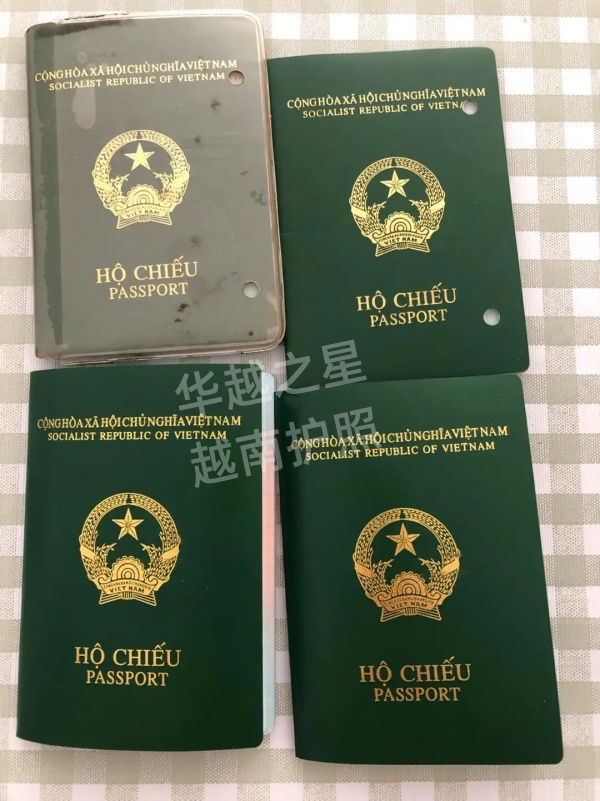 CỘNG HÒA XÃ HỘI CHỦ NGHĨA VIỆT NAM
SOCIALIST REPUBLIC OF VIETNAM
VIỆT NAM
HỘ CHIẾU
PASSPORT
CỘNG HÒA XÃ HỘI CHỦ NGHĨA VIỆT NAM
SOCIALIST REPUBLIC OF VIETNAM
VIỆT NAM
HỘ CHIẾU
PASSPORT
华越之星
越南护照
CỘNG HÒA XÃ HỘI CHỦ NGHĨA VIỆT NAM
SOCIALIST REPUBLIC OF VIETNAM
VIỆT NAM
HỘ CHIẾU
PASSPORT
CỘNG HÒA XÃ HỘI CHỦ NGHĨA VIỆT NAM
SOCIALIST REPUBLIC OF VIETNAM
VIỆT NAM
HỘ CHIẾU
PASSPORT